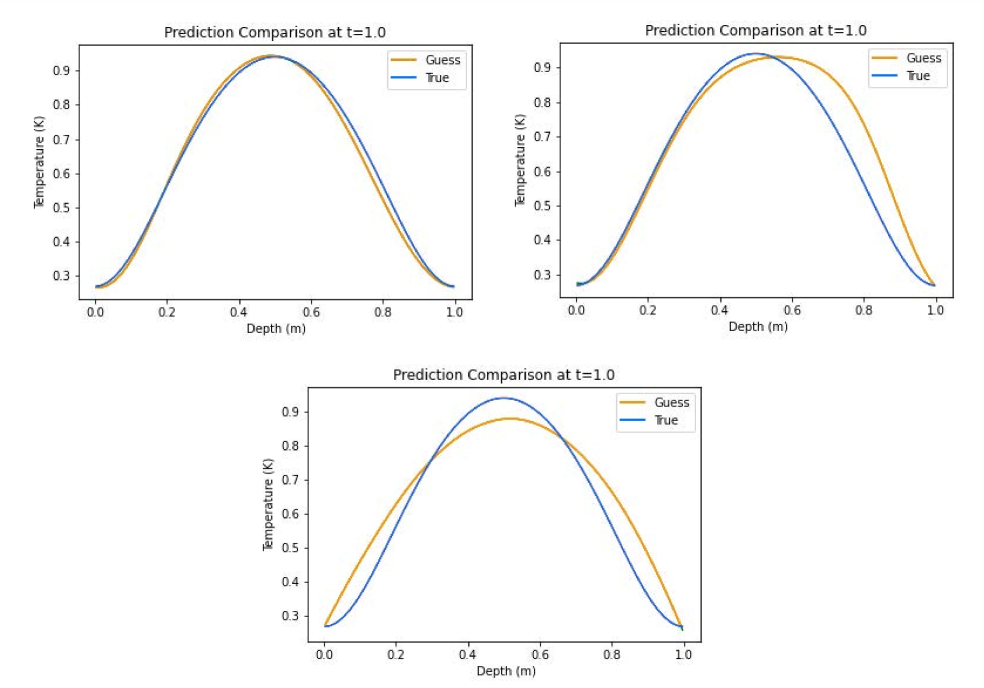 Prediction Comparison at t=1.0
Guess
True
Temperature (K)
0.9
0.8
0.7
0.6
0.5
0.4
0.3
0.0 0.2 0.4 0.6 0.8 1.0
Depth (m)
Prediction Comparison at t=1.0
Guess
True
Temperature (K)
0.9
0.8
0.7
0.6
0.5
0.4
0.3
0.0 0.2 0.4 0.6 0.8 1.0
Depth (m)
Prediction Comparison at t=1.0
Guess
True
Temperature (K)
0.9
0.8
0.7
0.6
0.5
0.4
0.3
0.0 0.2 0.4 0.6 0.8 1.0
Depth (m)